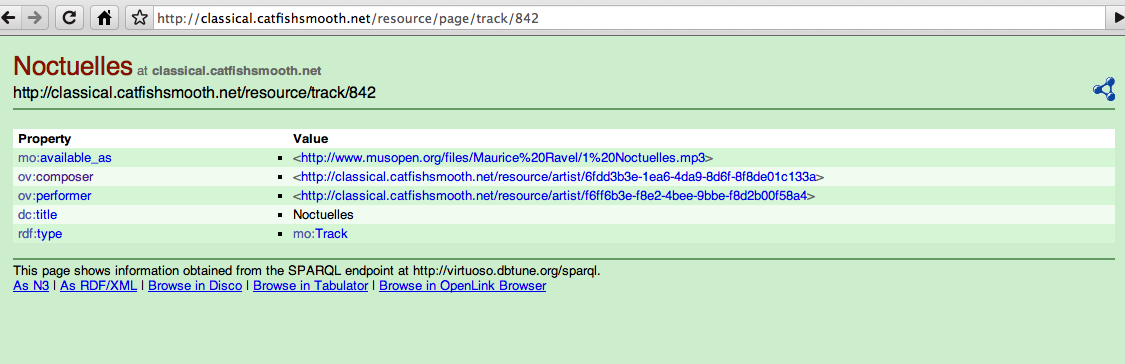 http://classical.catfishsmooth.net/resource/page/track/842
Noctuelles at classical.catfishsmooth.net
http://classical.catfishsmooth.net/resource/track/842
Property Value
mo:available_as <http://www.musopen.org/files/Maurice%20Ravel/1%20Noctuelles.mp3>
ov:composer <http://classical.catfishsmooth.net/resource/artist/6fdd3b3e-1ea6-4da9-8d6f-8f8de01c133a>
ov:performer <http://classical.catfishsmooth.net/resource/artist/f6ff6b3e-f8e2-4bee-9bbe-f8d2b00f58a4>
dc:title Noctuelles
rdf:type mo:Track
This page shows information obtained from the SPARQL endpoint at http://virtuoso.dbtune.org/sparql.
As N3 | As RDF/XML | Browse in Disco | Browse in Tabulator | Browse in OpenLink Browser